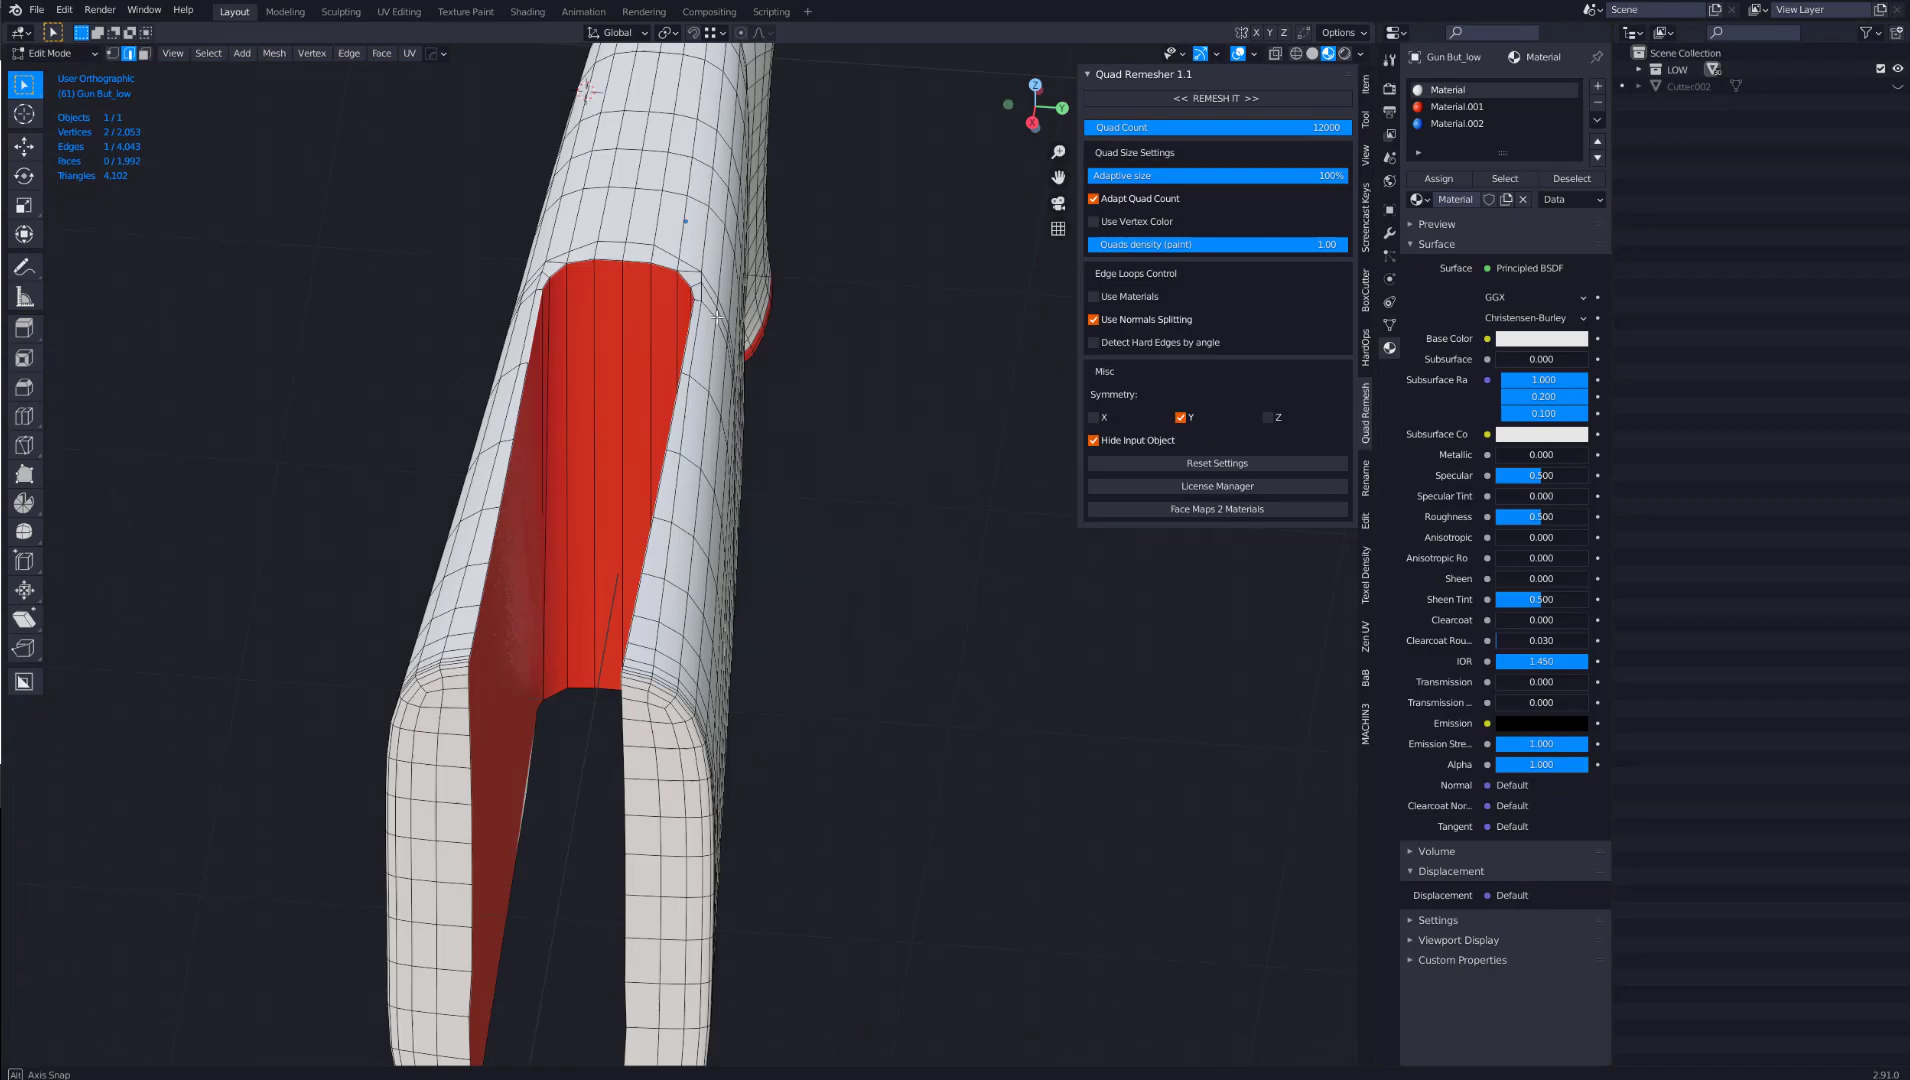 File Edit Render Window Help Layout Modeling Sculpting UV Editing Texture Paint Shading Animation Rendering Compositing Scripting + Scene View Layer
Global X Y Z Options
Edit Mode View Select Add Mesh Vertex Edge Face UV
User Orthographic
(61) Gun But_low
Objects 1 / 1
Vertices 2 / 2,053
Edges 1 / 4,043
Faces 0 / 1,992
Triangles 4,102
Z
Y
X
Quad Remesher 1.1
<< REMESH IT >>
Quad Count 12000
Quad Size Settings
Adaptive size 100%
Adapt Quad Count
Use Vertex Color
Quads density (paint) 1.00
Edge Loops Control
Use Materials
Use Normals Splitting
Detect Hard Edges by angle
Misc
Symmetry:
X Y Z
Hide Input Object
Reset Settings
License Manager
Face Maps 2 Materials
Item
Tool
View
Screencast Keys
BoxCutter
HardOps
Quad Remesh
Rename
Edit
Texel Density
Zen UV
BaB
MACHIN3
Gun But_low Material
Material
Material.001
Material.002
Assign Select Deselect
Material Data
Preview
Surface
Surface Principled BSDF
GGX
Christensen-Burley
Base Color
Subsurface 0.000
Subsurface Ra 1.000
0.200
0.100
Subsurface Co
Metallic 0.000
Specular 0.500
Specular Tint 0.000
Roughness 0.500
Anisotropic 0.000
Anisotropic Ro 0.000
Sheen 0.000
Sheen Tint 0.500
Clearcoat 0.000
Clearcoat Rou... 0.030
IOR 1.450
Transmission 0.000
Transmission ... 0.000
Emission
Emission Stre... 1.000
Alpha 1.000
Normal Default
Clearcoat Nor... Default
Tangent Default
Volume
Displacement
Displacement Default
Settings
Viewport Display
Custom Properties
Scene Collection
LOW
Cutter.002
Alt Axis Snap 2.91.0